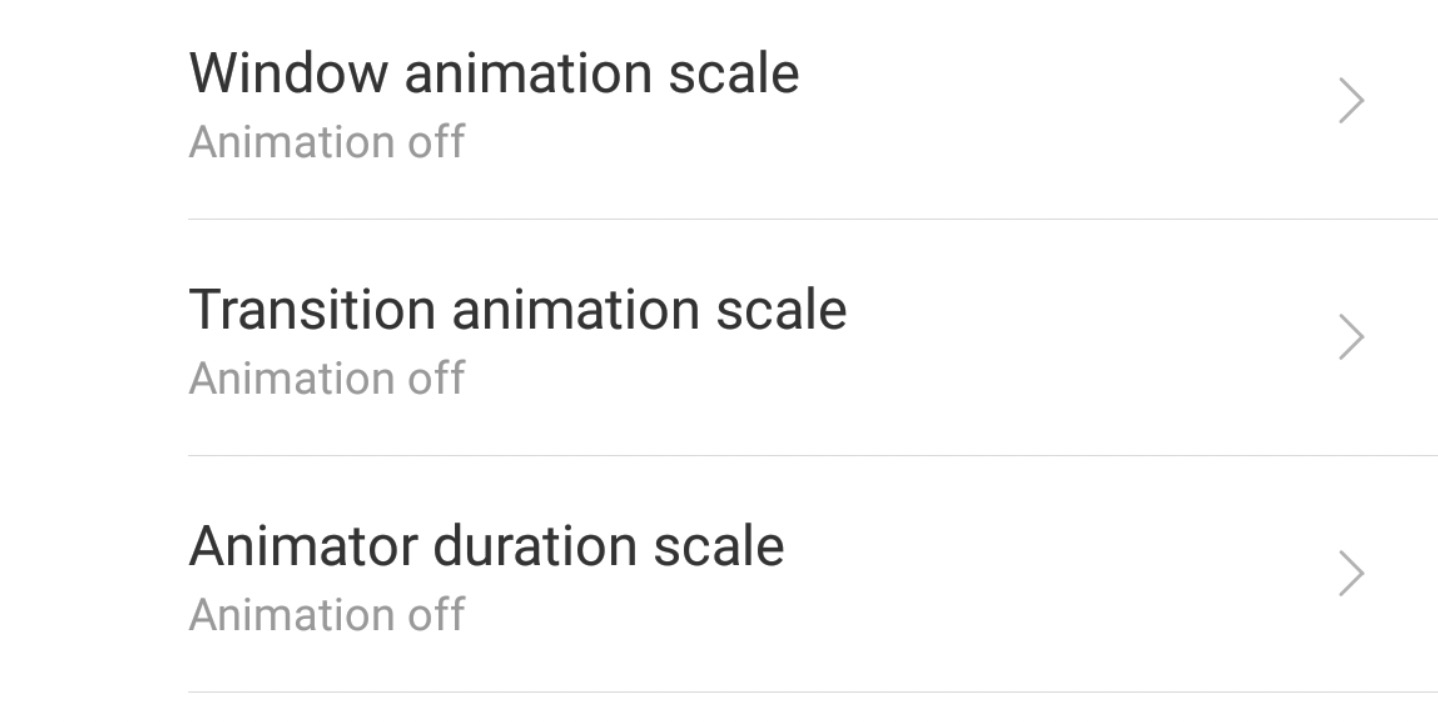 Window animation scale
Animation off
Transition animation scale
Animation off
Animator duration scale
Animation off